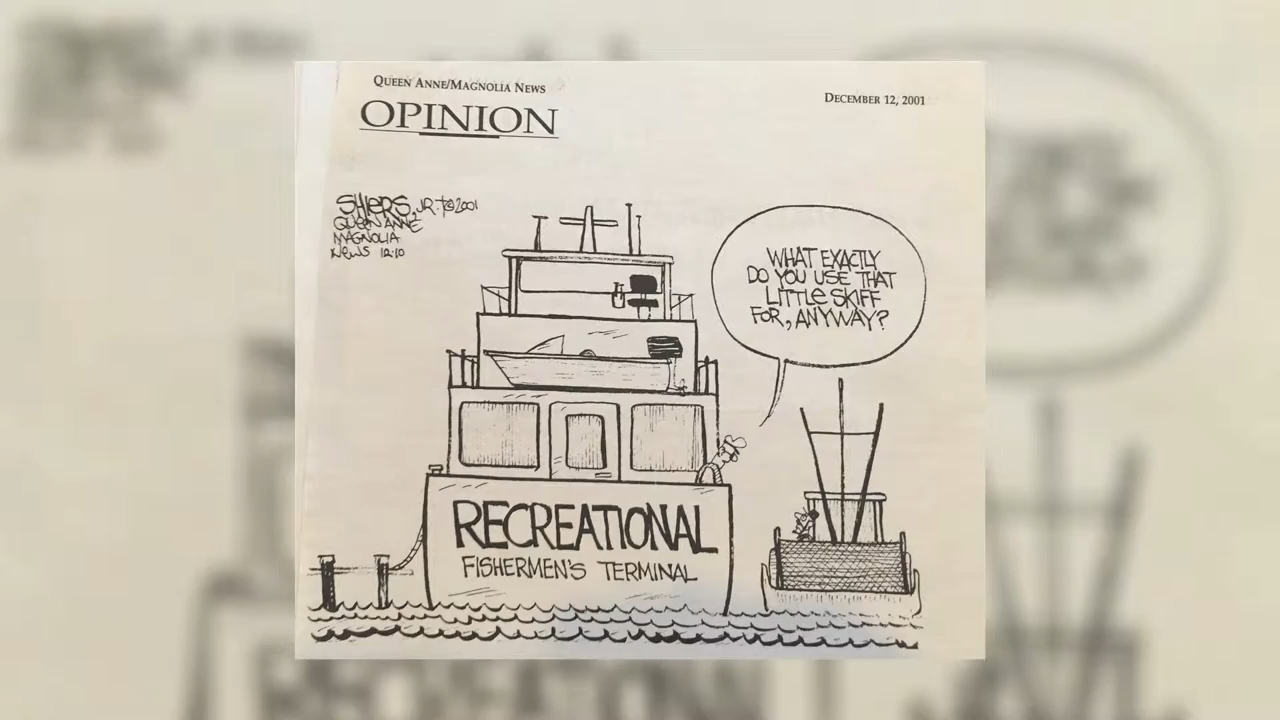 QUEEN ANNE/MAGNOLIA NEWS
OPINION
DECEMBER 12, 2001
SHIERS, JR. ©2001
QUEEN ANNE
MAGNOLIA
NEWS 12·10
WHAT EXACTLY
DO YOU USE THAT
LITTLE SKIFF
FOR, ANYWAY?
RECREATIONAL
FISHERMEN'S TERMINAL